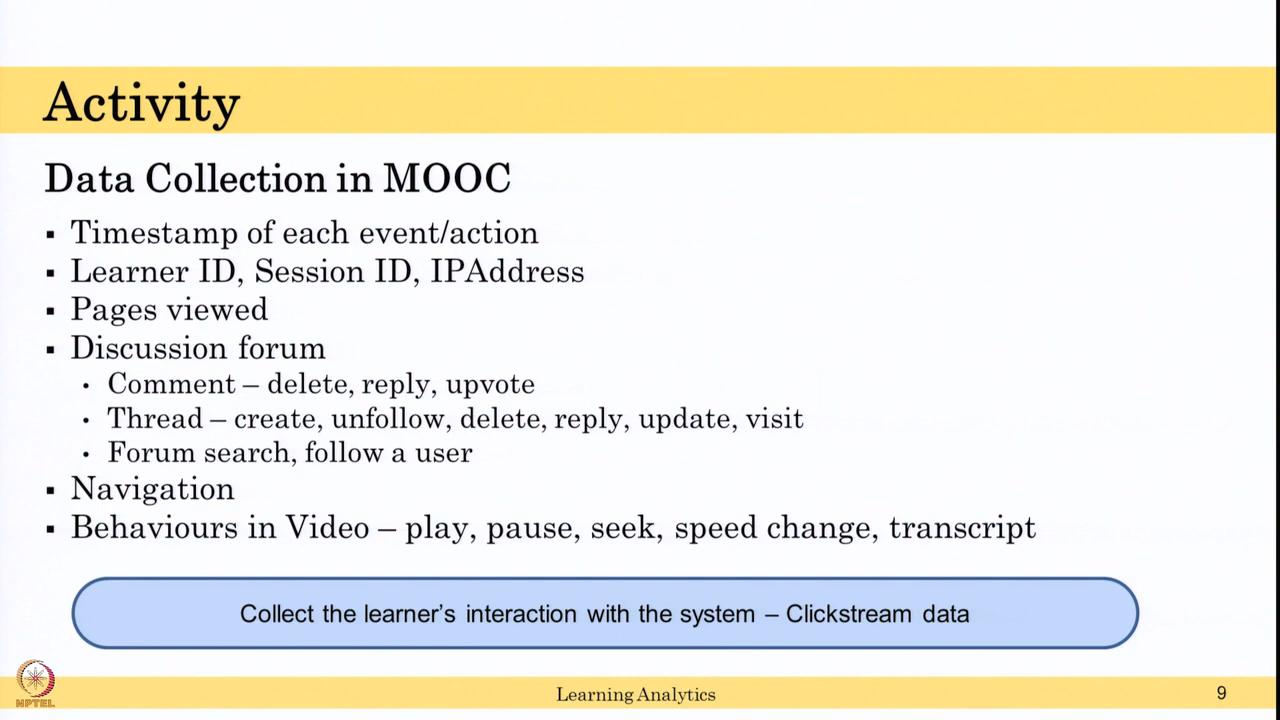 Activity
Data Collection in MOOC
▪ Timestamp of each event/action
▪ Learner ID, Session ID, IPAddress
▪ Pages viewed
▪ Discussion forum
• Comment – delete, reply, upvote
• Thread – create, unfollow, delete, reply, update, visit
• Forum search, follow a user
▪ Navigation
▪ Behaviours in Video – play, pause, seek, speed change, transcript
Collect the learner’s interaction with the system – Clickstream data
NPTEL
Learning Analytics
9